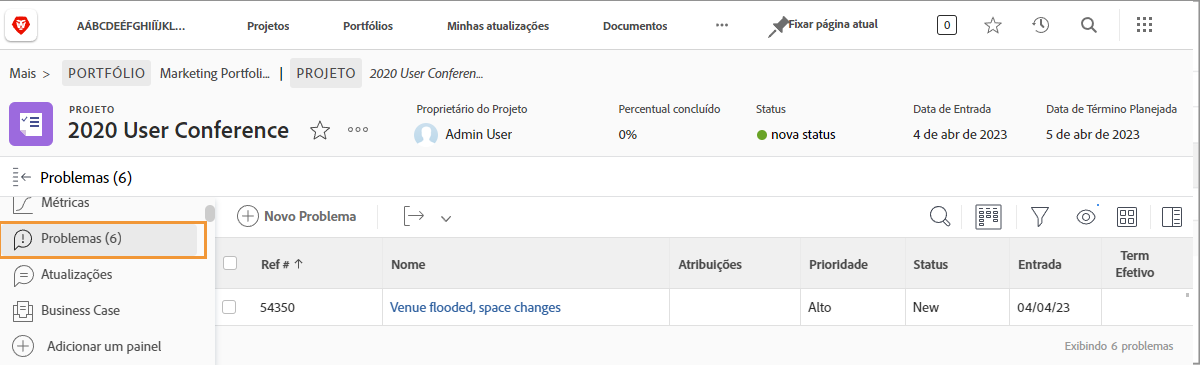 AÁBCDEÉFGHIIÍJKL... Projetos Portfólios Minhas atualizações Documentos ••• Fixar página atual 0
Mais > PORTFÓLIO Marketing Portfoli... | PROJETO 2020 User Conferen...
PROJETO
2020 User Conference
Proprietário do Projeto Percentual concluído Status Data de Entrada Data de Término Planejada
Admin User 0% nova status 4 de abr de 2023 5 de abr de 2023
Problemas (6)
Métricas
Problemas (6)
Atualizações
Business Case
Adicionar um painel
Novo Problema
Ref # ↑ Nome Atribuições Prioridade Status Entrada Term Efetivo
54350 Venue flooded, space changes Alto New 04/04/23
Exibindo 6 problemas